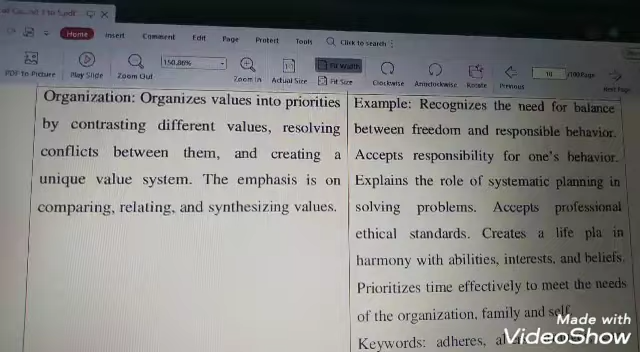 Home Insert Comment Edit Page Protect Tools Click to search
PDF to Picture Play Slide Zoom Out 150.00% Zoom In Actual Size Fit Width Fit Size Clockwise Anticlockwise Rotate Previous 10 /100 Page Next Page
Organization: Organizes values into priorities
by contrasting different values, resolving
conflicts between them, and creating a
unique value system. The emphasis is on
comparing, relating, and synthesizing values.
Example: Recognizes the need for balance
between freedom and responsible behavior.
Accepts responsibility for one's behavior.
Explains the role of systematic planning in
solving problems. Accepts professional
ethical standards. Creates a life pla in
harmony with abilities, interests, and beliefs.
Prioritizes time effectively to meet the needs
of the organization, family and self.
Keywords: adheres,
Made with
VideoShow